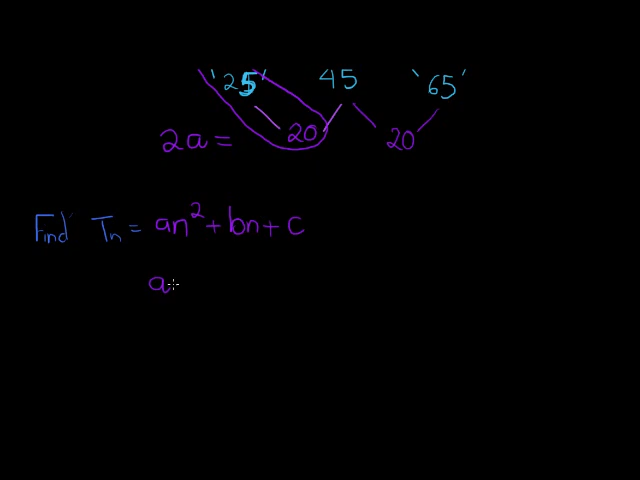 25 45 65
2a = 20 20
Find Tn = an² + bn + c
a